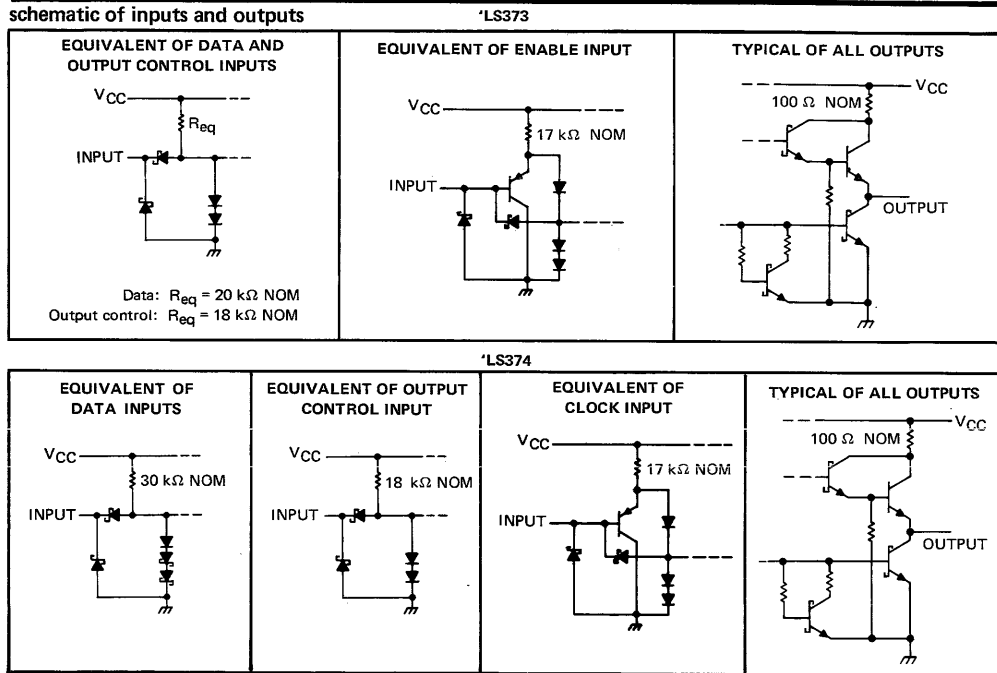 schematic of inputs and outputs
'LS373
EQUIVALENT OF DATA AND
OUTPUT CONTROL INPUTS
VCC
Req
INPUT
Data: Req = 20 kΩ NOM
Output control: Req = 18 kΩ NOM
EQUIVALENT OF ENABLE INPUT
VCC
17 kΩ NOM
INPUT
TYPICAL OF ALL OUTPUTS
VCC
100 Ω NOM
OUTPUT
'LS374
EQUIVALENT OF
DATA INPUTS
VCC
30 kΩ NOM
INPUT
EQUIVALENT OF OUTPUT
CONTROL INPUT
VCC
18 kΩ NOM
INPUT
EQUIVALENT OF
CLOCK INPUT
VCC
17 kΩ NOM
INPUT
TYPICAL OF ALL OUTPUTS
VCC
100 Ω NOM
OUTPUT